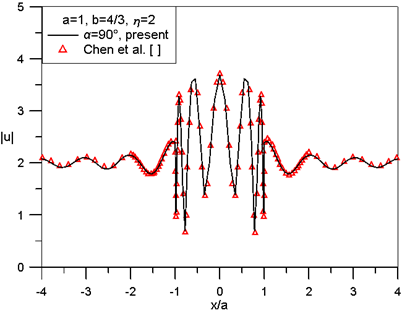 5
4
3
2
1
0
|u|
a=1, b=4/3, η=2
α=90°, present
Chen et al. [ ]
-4 -3 -2 -1 0 1 2 3 4
x/a